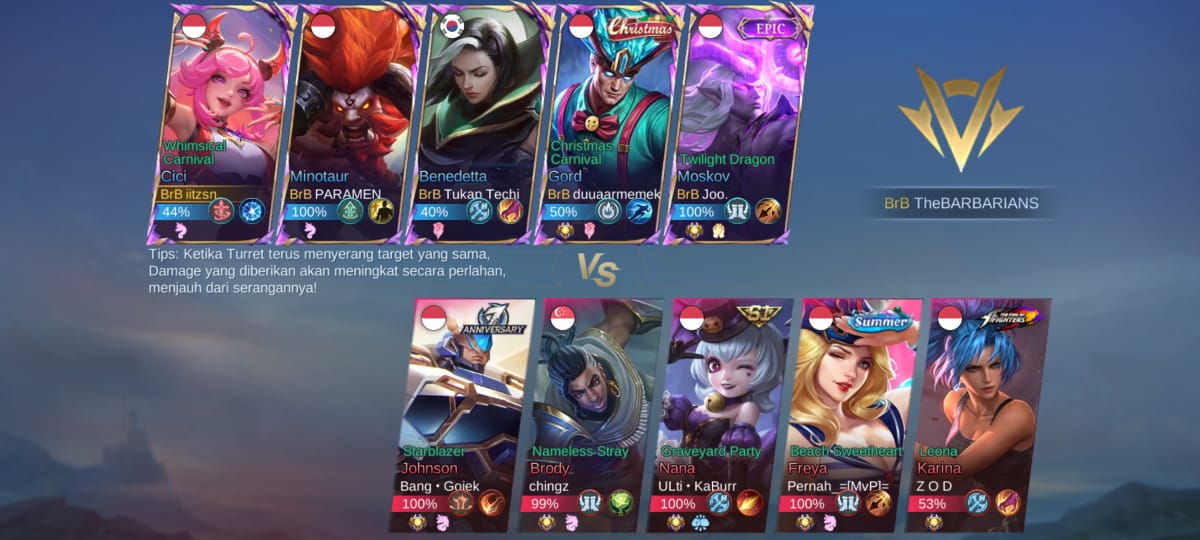 Christmas
EPIC
Whimsical
Carnival
Cici
BrB iitzsn
44%
Minotaur
BrB PARAMEN
100%
Benedetta
BrB Tukan Techi
40%
Christmas
Carnival
Gord
BrB duuaarmemek
50%
Twilight Dragon
Moskov
BrB Joo.
100%
BrB TheBARBARIANS
Tips: Ketika Turret terus menyerang target yang sama,
Damage yang diberikan akan meningkat secara perlahan,
menjauh dari serangannya!
VS
ANNIVERSARY
S1
Summer
THE KING OF
FIGHTERS
Starblazer
Johnson
Bang • Gojek
100%
Nameless Stray
Brody
chingz
99%
Graveyard Party
Nana
ULti • KaBurr
100%
Beach Sweetheart
Freya
Pernah_=[MvP]=
100%
Leona
Karina
Z O D
53%